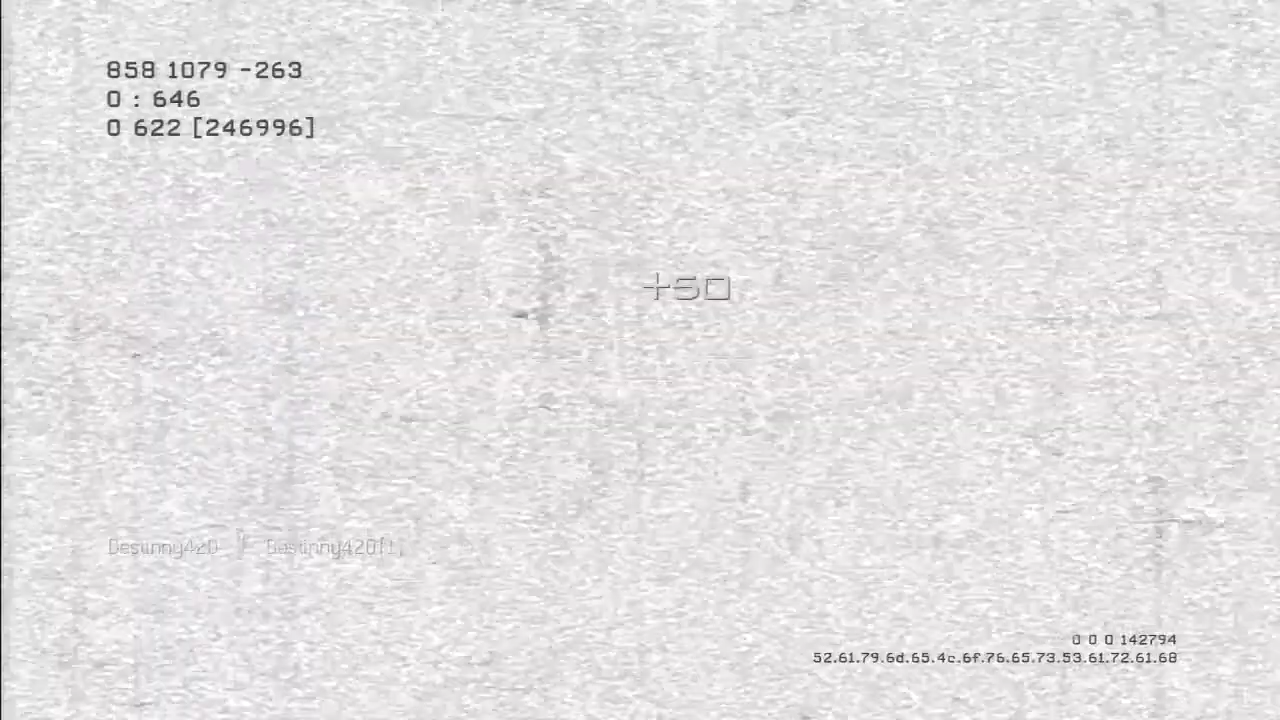 858 1079 -263
0 : 646
0 622 [246996]
+50
Destinny420
0 0 0 142794
52.61.79.6d.65.4c.6f.76.65.73.53.61.72.61.68